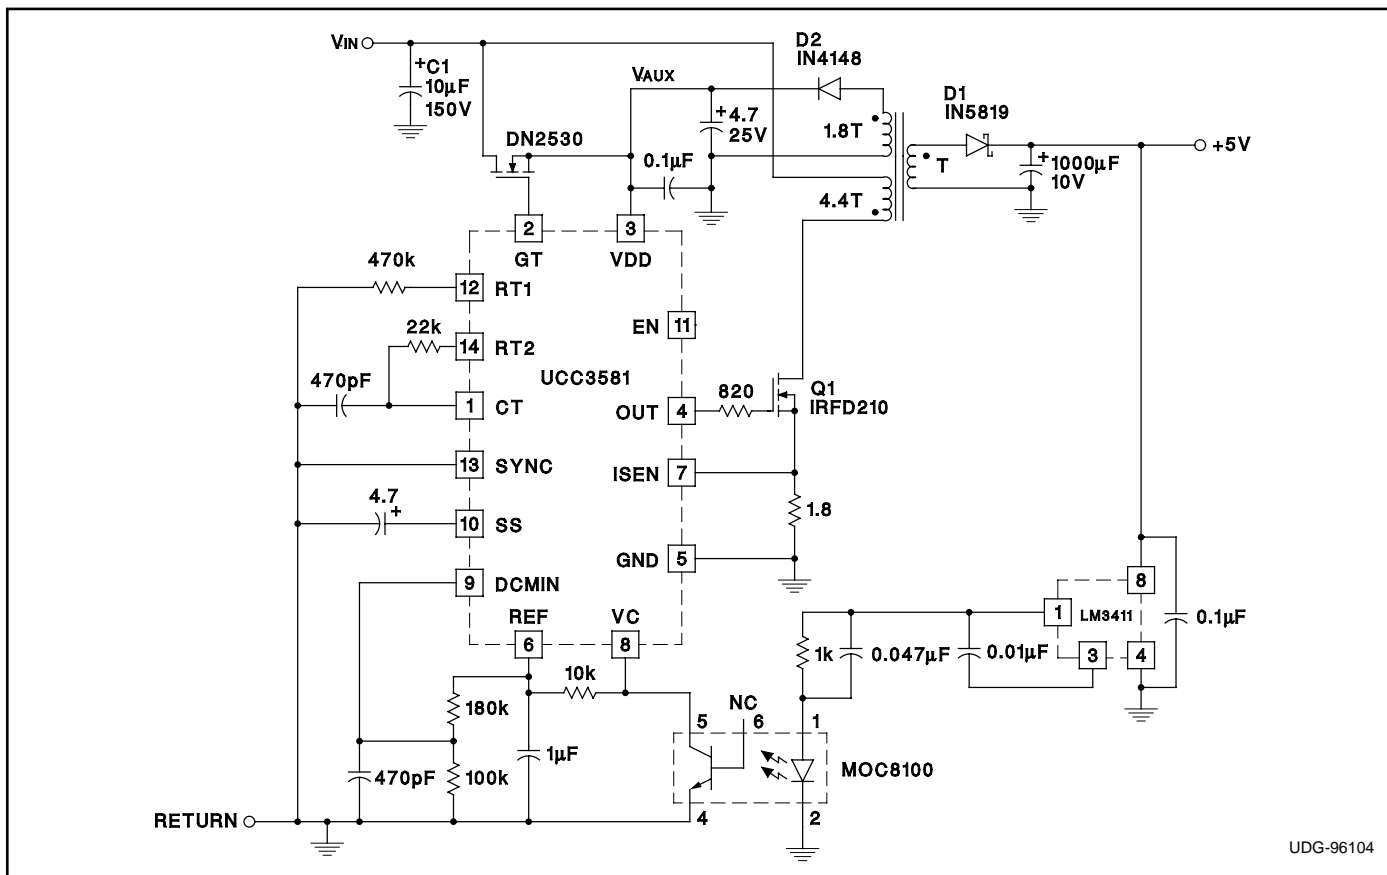 VIN
+C1
10µF
150V
D2
IN4148
VAUX
D1
IN5819
+4.7
25V
1.8T
DN2530
0.1µF
T
+1000µF
10V
+5V
4.4T
2
3
GT
VDD
470k
12
RT1
22k
14
RT2
EN
11
UCC3581
470pF
1
CT
OUT
4
820
Q1
IRFD210
13
SYNC
ISEN
7
4.7
+
10
SS
1.8
GND
5
9
DCMIN
REF
VC
6
8
8
1
LM3411
0.1µF
1k
0.047µF
0.01µF
3
4
10k
180k
NC
5
6
1
1µF
MOC8100
470pF
100k
4
2
RETURN
UDG-96104